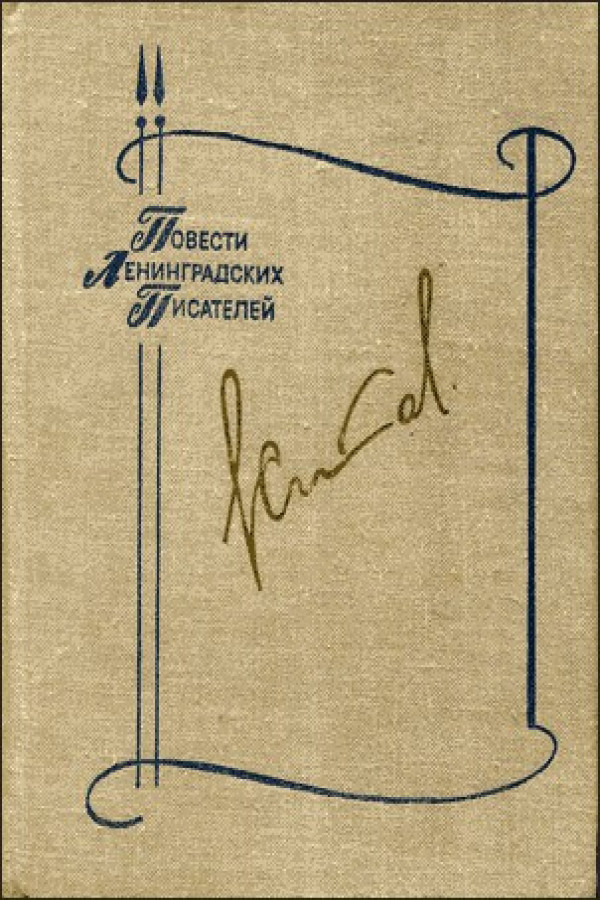 Повести
Ленинградских
Писателей